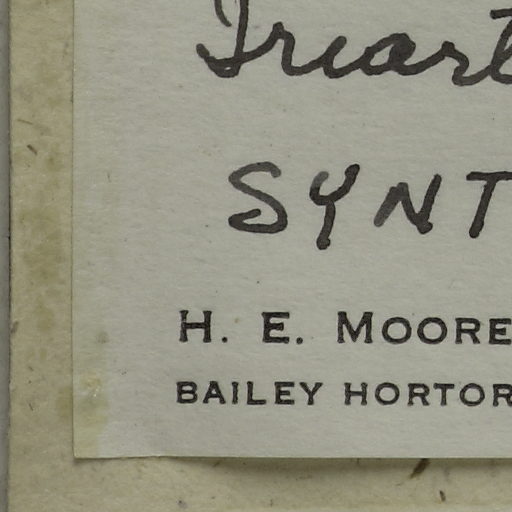 Iriart
SYNT
H. E. MOORE
BAILEY HORTOR